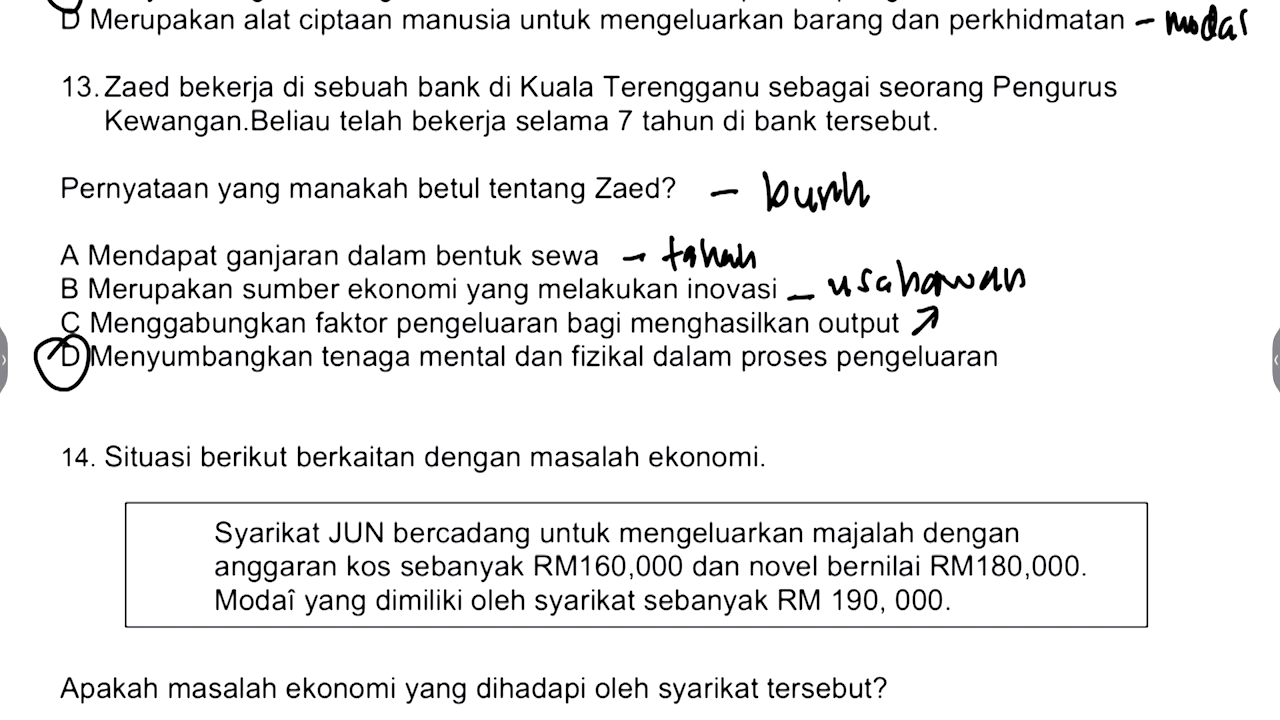 D Merupakan alat ciptaan manusia untuk mengeluarkan barang dan perkhidmatan - modal
13. Zaed bekerja di sebuah bank di Kuala Terengganu sebagai seorang Pengurus
Kewangan.Beliau telah bekerja selama 7 tahun di bank tersebut.
Pernyataan yang manakah betul tentang Zaed? - buruh
A Mendapat ganjaran dalam bentuk sewa - tanah
B Merupakan sumber ekonomi yang melakukan inovasi - usahawan
C Menggabungkan faktor pengeluaran bagi menghasilkan output ↗
D Menyumbangkan tenaga mental dan fizikal dalam proses pengeluaran
14. Situasi berikut berkaitan dengan masalah ekonomi.
Syarikat JUN bercadang untuk mengeluarkan majalah dengan
anggaran kos sebanyak RM160,000 dan novel bernilai RM180,000.
Modal yang dimiliki oleh syarikat sebanyak RM 190, 000.
Apakah masalah ekonomi yang dihadapi oleh syarikat tersebut?